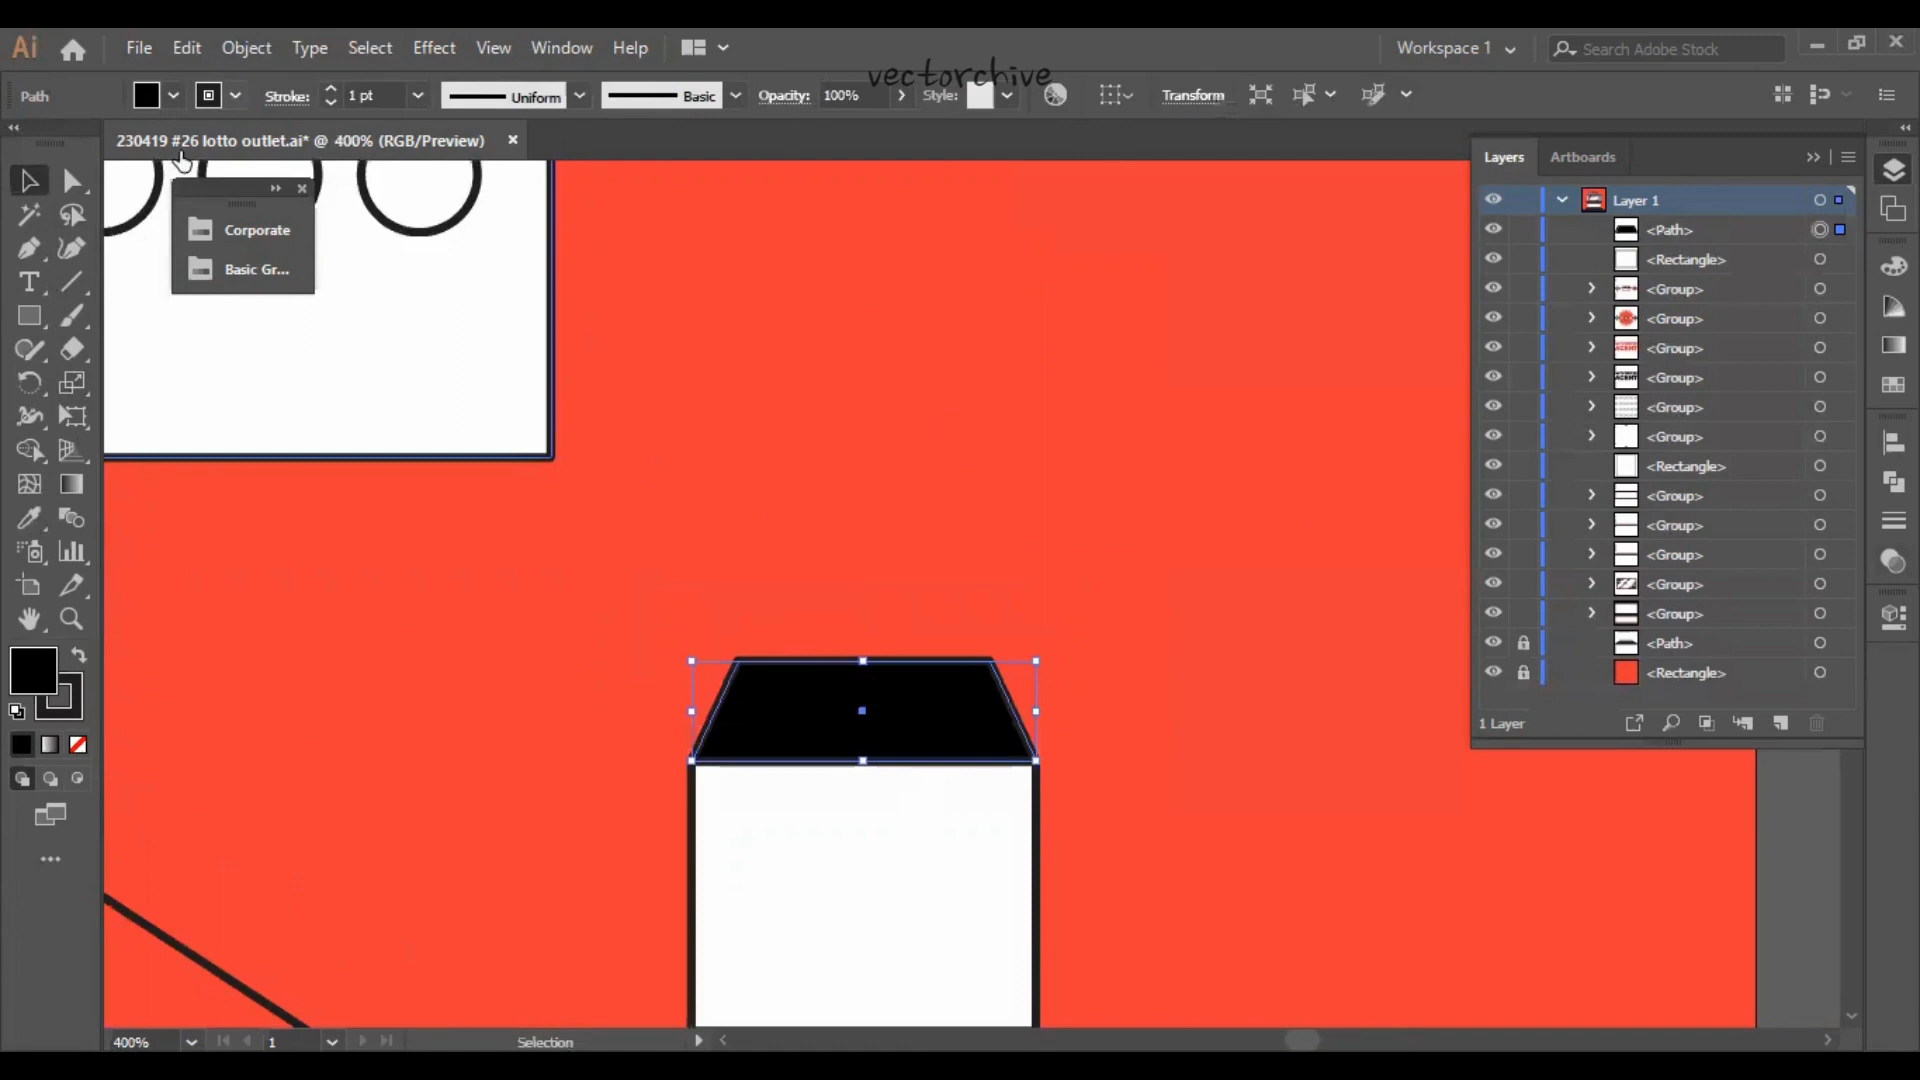 Ai File Edit Object Type Select Effect View Window Help Workspace 1 Search Adobe Stock
vectorchive
Path Stroke: 1 pt Uniform Basic Opacity: 100% Style: Transform
230419 #26 lotto outlet.ai* @ 400% (RGB/Preview)
Layers Artboards
Corporate
Basic Gr...
Layer 1
<Path>
<Rectangle>
<Group>
<Group>
<Group>
<Group>
<Group>
<Group>
<Rectangle>
<Group>
<Group>
<Group>
<Group>
<Group>
<Path>
<Rectangle>
1 Layer
400% 1 Selection